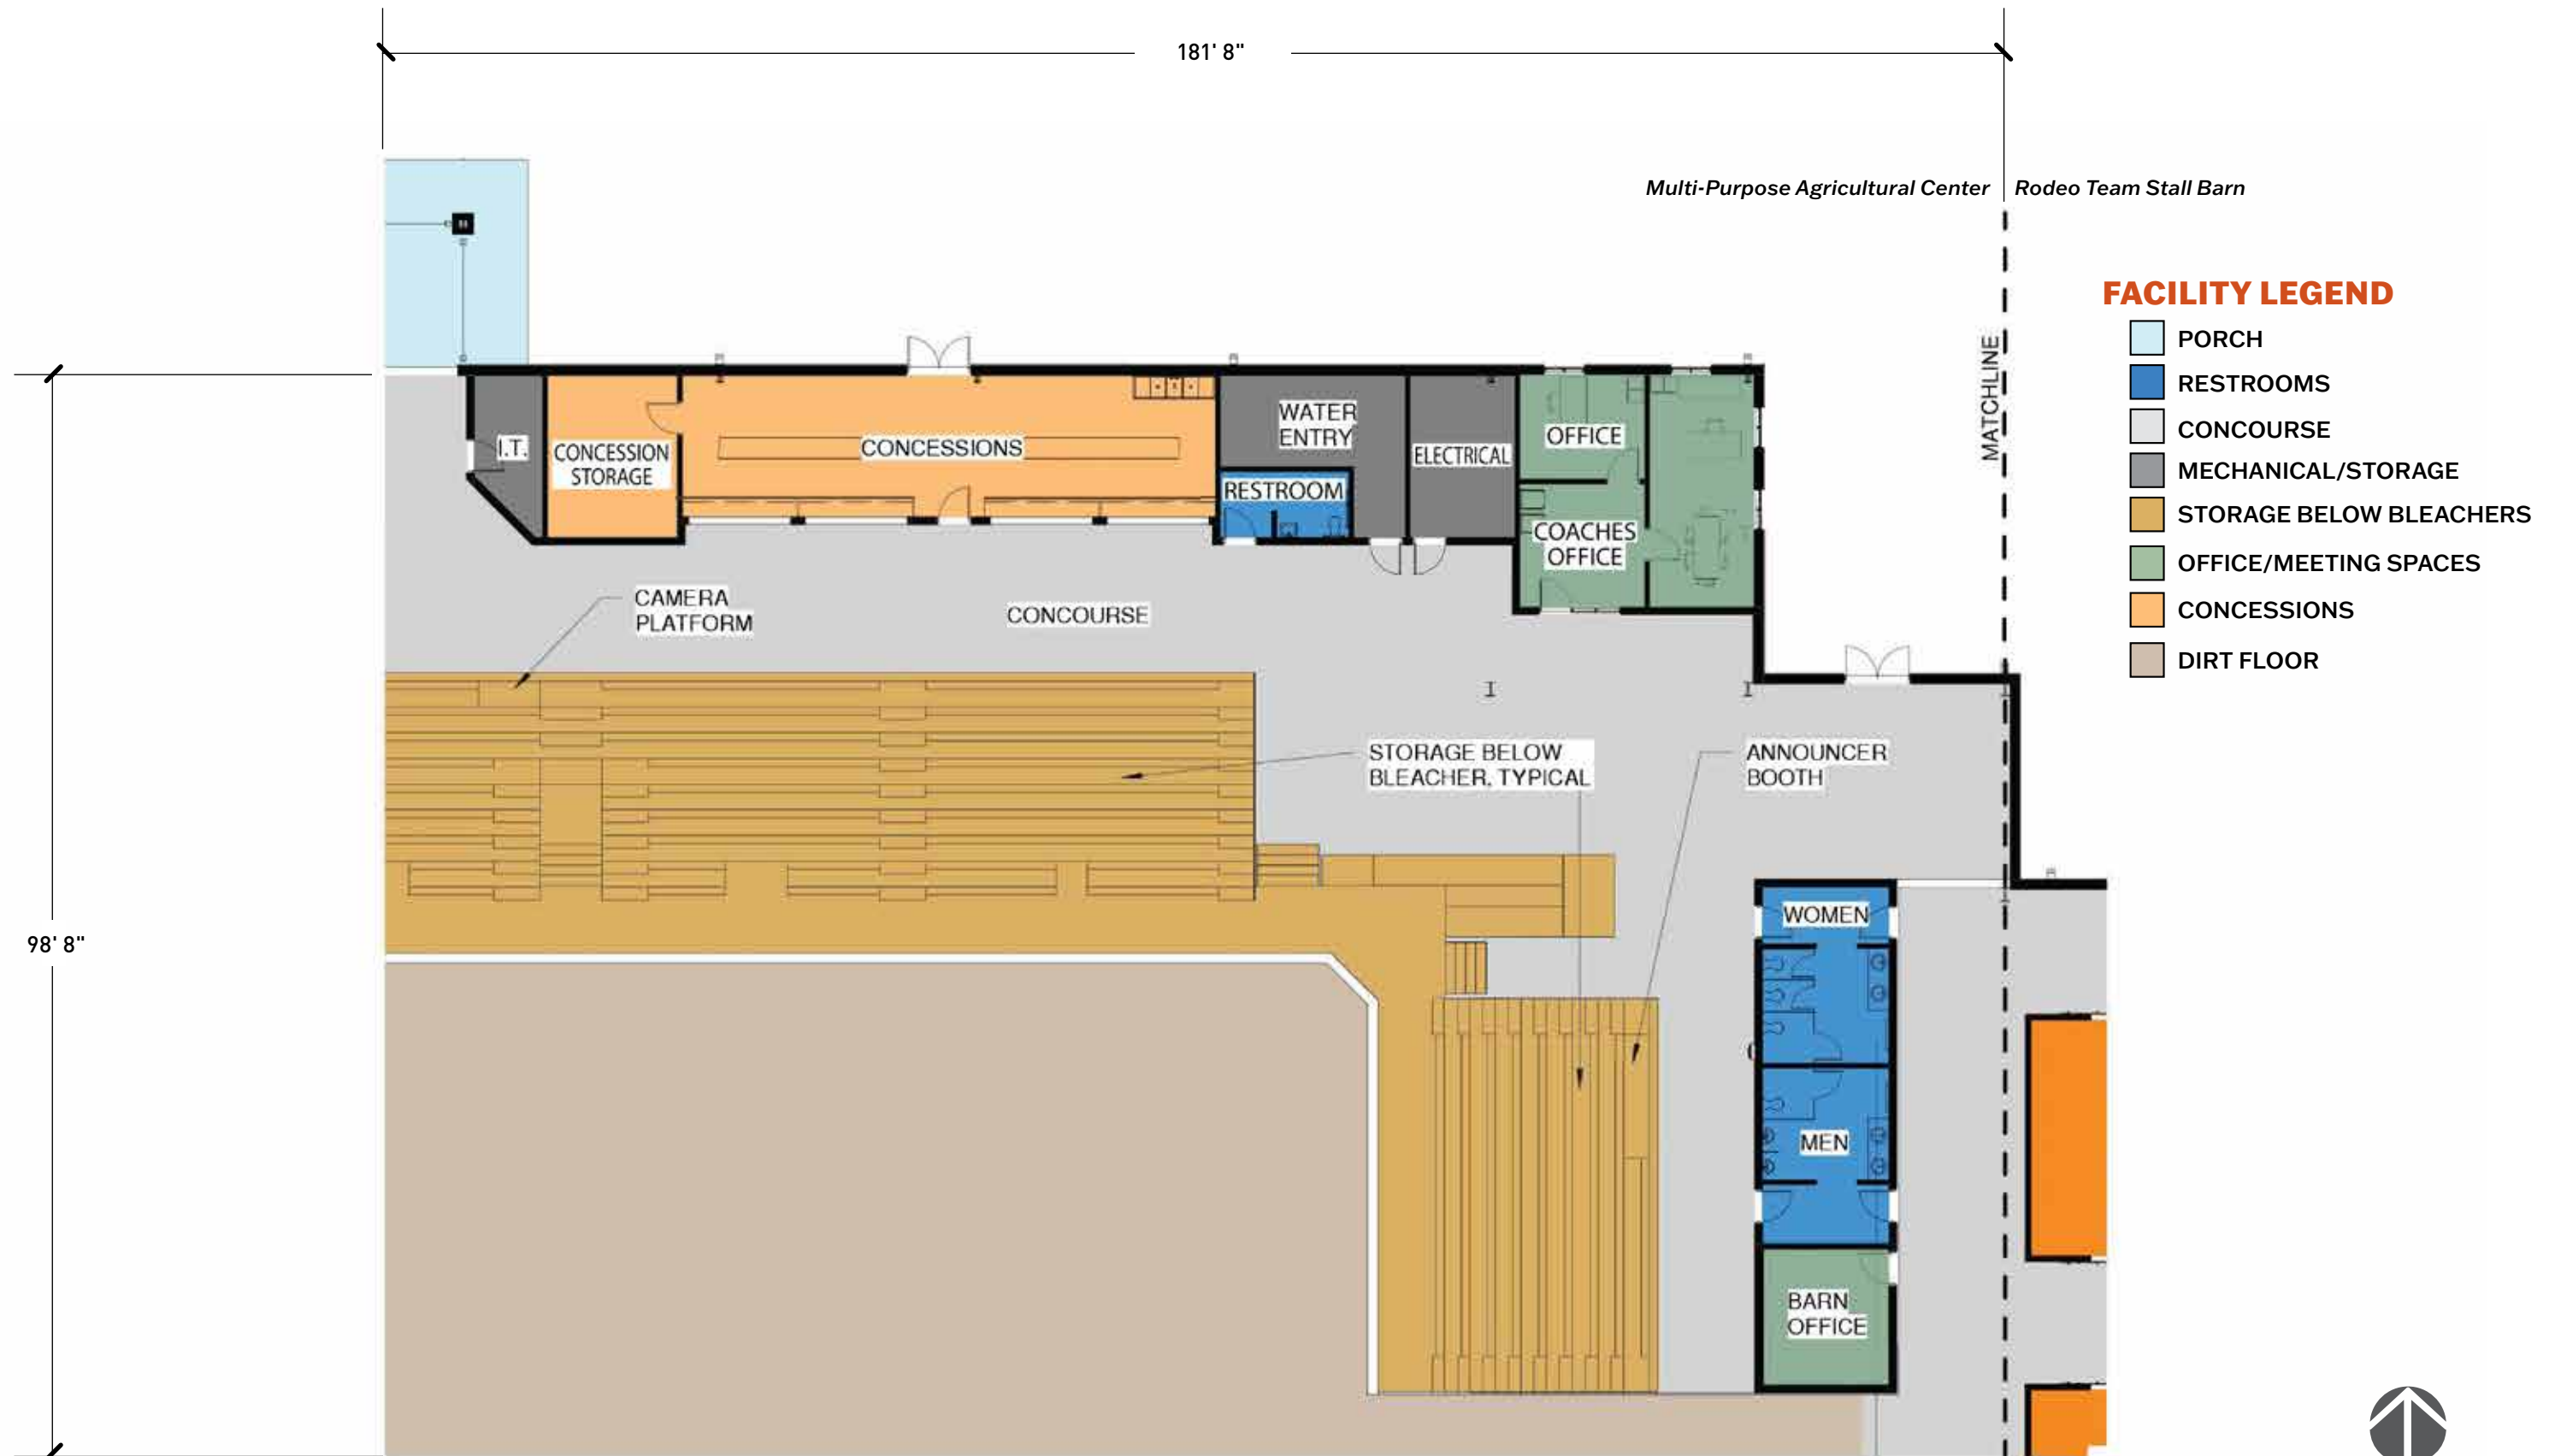 181' 8"
Multi-Purpose Agricultural Center
Rodeo Team Stall Barn
MATCHLINE
FACILITY LEGEND
PORCH
RESTROOMS
CONCOURSE
MECHANICAL/STORAGE
STORAGE BELOW BLEACHERS
OFFICE/MEETING SPACES
CONCESSIONS
DIRT FLOOR
I.T.
CONCESSION
STORAGE
CONCESSIONS
WATER
ENTRY
RESTROOM
ELECTRICAL
OFFICE
COACHES
OFFICE
CAMERA
PLATFORM
CONCOURSE
STORAGE BELOW
BLEACHER, TYPICAL
ANNOUNCER
BOOTH
98' 8"
WOMEN
MEN
BARN
OFFICE